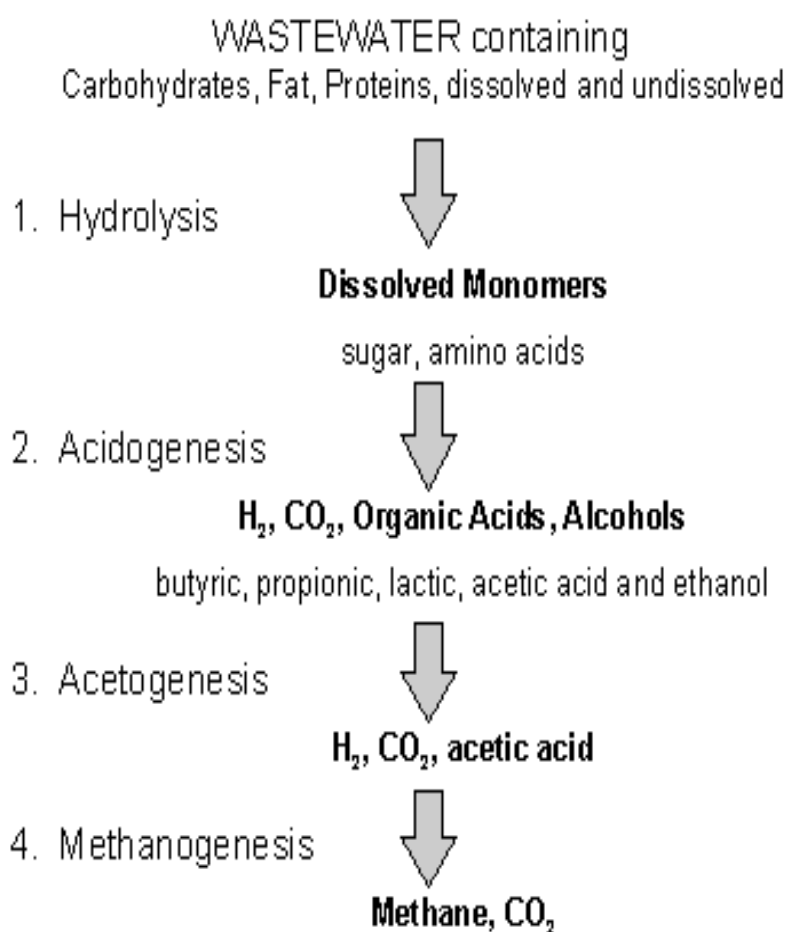 WASTEWATER containing
Carbohydrates, Fat, Proteins, dissolved and undissolved
1. Hydrolysis
Dissolved Monomers
sugar, amino acids
2. Acidogenesis
H₂, CO₂, Organic Acids, Alcohols
butyric, propionic, lactic, acetic acid and ethanol
3. Acetogenesis
H₂, CO₂, acetic acid
4. Methanogenesis
Methane, CO₂